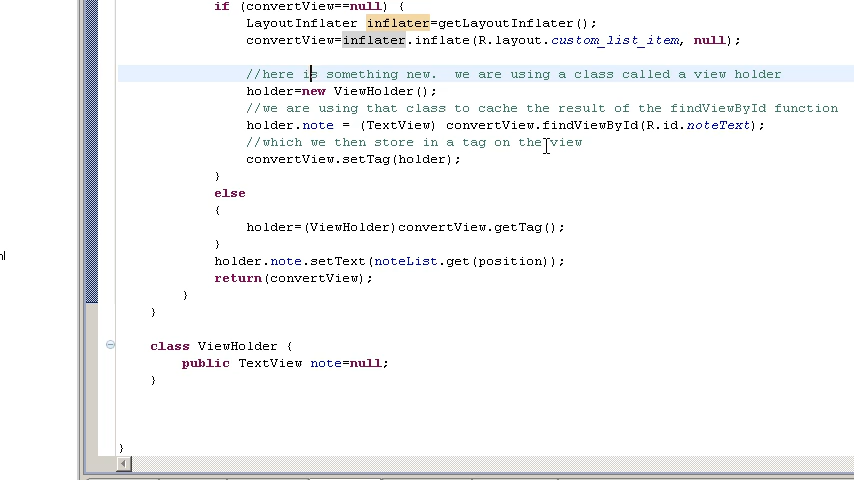 if (convertView==null) {
LayoutInflater inflater=getLayoutInflater();
convertView=inflater.inflate(R.layout.custom_list_item, null);
//here is something new.  we are using a class called a view holder
holder=new ViewHolder();
//we are using that class to cache the result of the findViewById function
holder.note = (TextView) convertView.findViewById(R.id.noteText);
//which we then store in a tag on the view
convertView.setTag(holder);
}
else
{
holder=(ViewHolder)convertView.getTag();
}
holder.note.setText(noteList.get(position));
return(convertView);
}
}
class ViewHolder {
public TextView note=null;
}
}